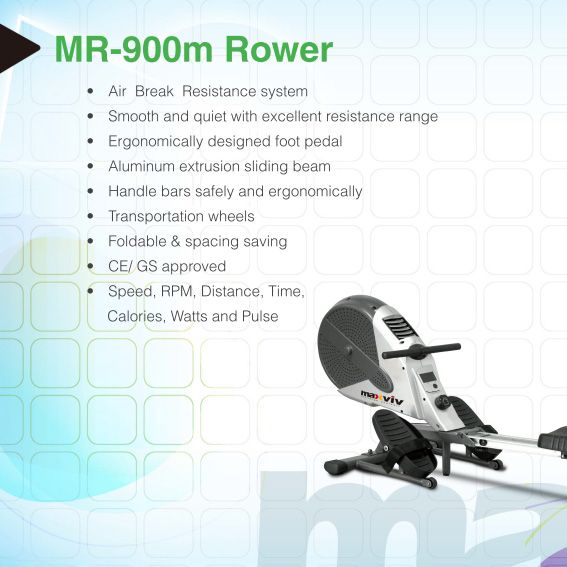 MR-900m Rower
• Air Break Resistance system
• Smooth and quiet with excellent resistance range
• Ergonomically designed foot pedal
• Aluminum extrusion sliding beam
• Handle bars safely and ergonomically
• Transportation wheels
• Foldable & spacing saving
• CE/ GS approved
• Speed, RPM, Distance, Time,
Calories, Watts and Pulse
maxviv
ma